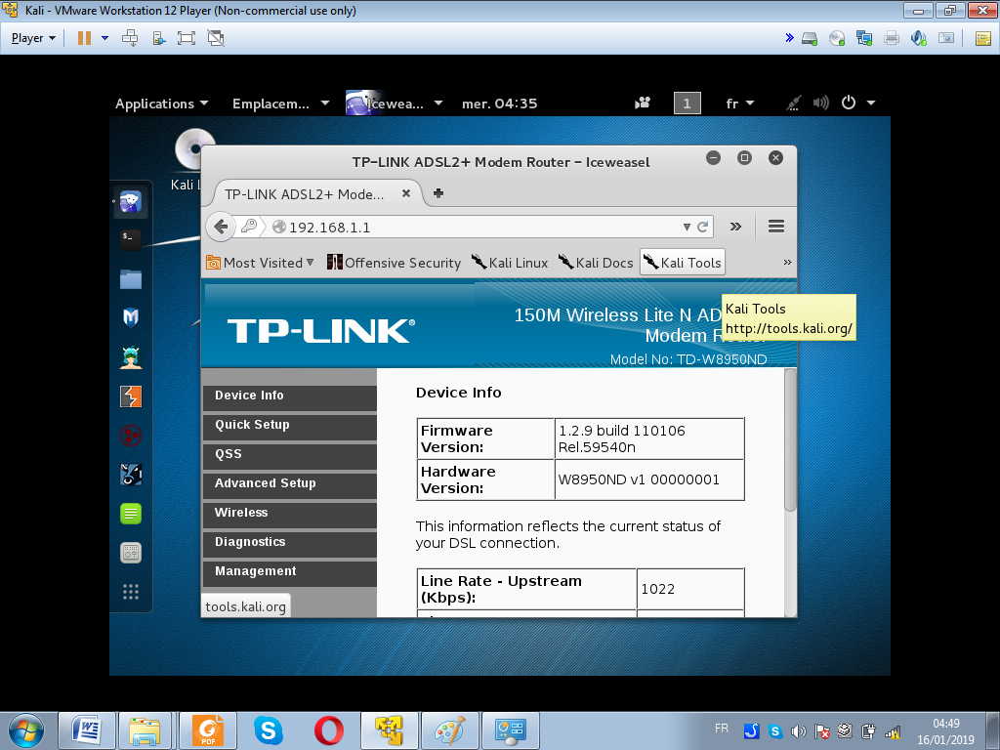 Kali - VMware Workstation 12 Player (Non-commercial use only)
Player
Applications
Emplacem...
Icewea...
mer. 04:35
1
fr
TP-LINK ADSL2+ Modem Router - Iceweasel
TP-LINK ADSL2+ Mode...
192.168.1.1
Most Visited
Offensive Security
Kali Linux
Kali Docs
Kali Tools
Kali Tools
http://tools.kali.org/
Kali L
TP-LINK®
150M Wireless Lite N AD
Modem
Model No: TD-W8950ND
Device Info
Quick Setup
QSS
Advanced Setup
Wireless
Diagnostics
Management
Device Info
Firmware Version:
1.2.9 build 110106
Rel.59540n
Hardware Version:
W8950ND v1 00000001
This information reflects the current status of
your DSL connection.
Line Rate - Upstream
(Kbps):
1022
tools.kali.org
PDF
FR
04:49
16/01/2019